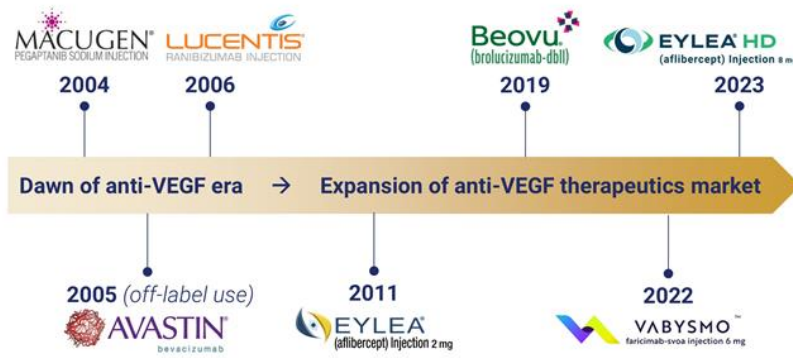 MACUGEN®
PEGAPTANIB SODIUM INJECTION
2004
LUCENTIS®
RANIBIZUMAB INJECTION
2006
Beovu®
(brolucizumab-dbll)
2019
EYLEA® HD
(aflibercept) Injection 8 mg
2023
Dawn of anti-VEGF era → Expansion of anti-VEGF therapeutics market
2005 (off-label use)
AVASTIN®
bevacizumab
2011
EYLEA®
(aflibercept) Injection 2 mg
2022
VABYSMO™
faricimab-svoa injection 6 mg